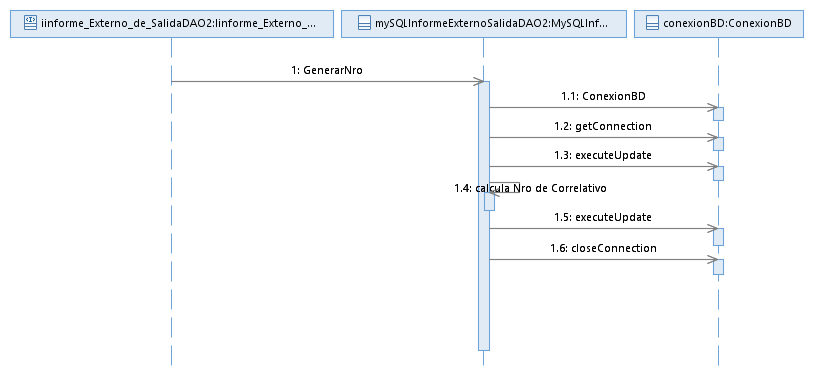 iinforme_Externo_de_SalidaDAO2:Iinforme_Externo_...
mySQLInformeExternoSalidaDAO2:MySQLInf...
conexionBD:ConexionBD
1: GenerarNro
1.1: ConexionBD
1.2: getConnection
1.3: executeUpdate
1.4: calcula Nro de Correlativo
1.5: executeUpdate
1.6: closeConnection